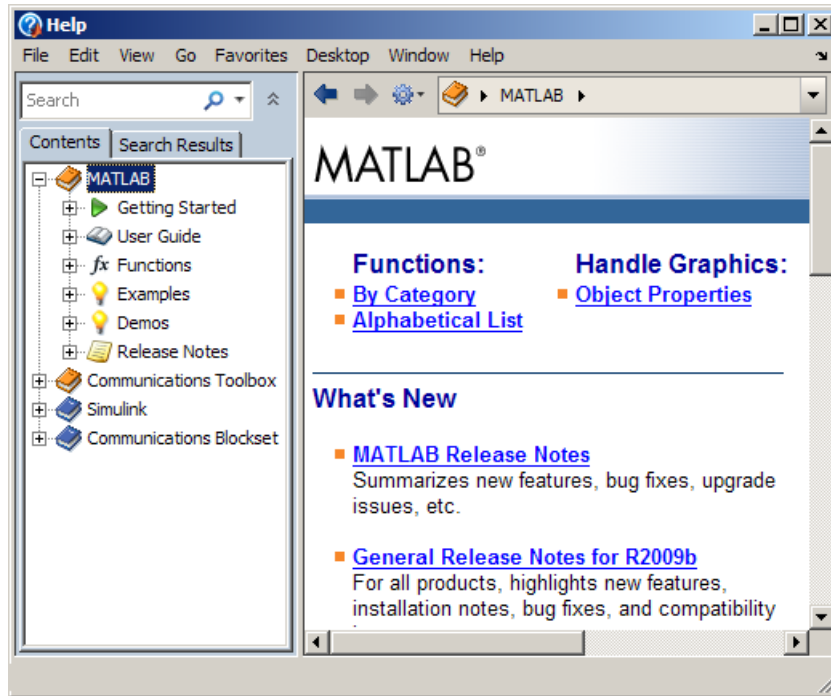 Help
File Edit View Go Favorites Desktop Window Help
Search
MATLAB
Contents
Search Results
MATLAB
Getting Started
User Guide
fx Functions
Examples
Demos
Release Notes
Communications Toolbox
Simulink
Communications Blockset
MATLAB®
Functions:
By Category
Alphabetical List
Handle Graphics:
Object Properties
What's New
MATLAB Release Notes
Summarizes new features, bug fixes, upgrade
issues, etc.
General Release Notes for R2009b
For all products, highlights new features,
installation notes, bug fixes, and compatibility